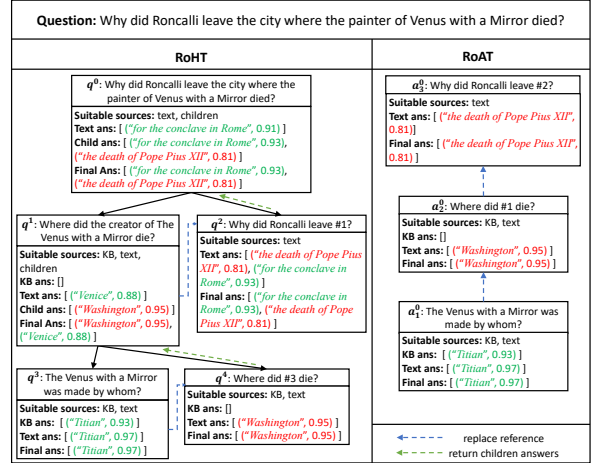 Question: Why did Roncalli leave the city where the painter of Venus with a Mirror died?
RoHT
q⁰: Why did Roncalli leave the city where the
painter of Venus with a Mirror died?
Suitable sources: text, children
Text ans: [ (“for the conclave in Rome”, 0.91) ]
Child ans: [ (“for the conclave in Rome”, 0.93),
(“the death of Pope Pius XII”, 0.81) ]
Final Ans: [ (“for the conclave in Rome”, 0.93),
(“the death of Pope Pius XII”, 0.81) ]
q¹: Where did the creator of The
Venus with a Mirror die?
Suitable sources: KB, text,
children
KB ans: []
Text ans: [ (“Venice”, 0.88) ]
Child ans: [ (“Washington”, 0.95) ]
Final Ans: [ (“Washington”, 0.95),
(“Venice”, 0.88) ]
q²: Why did Roncalli leave #1?
Suitable sources: text
Text ans: [ (“the death of Pope Pius
XII”, 0.81), (“for the conclave in
Rome”, 0.93) ]
Final Ans: [ (“for the conclave in
Rome”, 0.93), (“the death of Pope
Pius XII”, 0.81) ]
q³: The Venus with a Mirror
was made by whom?
Suitable sources: KB, text
KB ans: [ (“Titian”, 0.93) ]
Text ans: [ (“Titian”, 0.97) ]
Final ans: [ (“Titian”, 0.97) ]
q⁴: Where did #3 die?
Suitable sources: KB, text
KB ans: []
Text ans: [ (“Washington”, 0.95) ]
Final ans: [ (“Washington”, 0.95) ]
RoAT
a⁰₃: Why did Roncalli leave #2?
Suitable sources: text
Text ans: [ (“the death of Pope XII”,
0.81)]
Final ans: [ (“the death of Pope XII”,
0.81) ]
a⁰₂: Where did #1 die?
Suitable sources: KB, text
KB ans: []
Text ans: [ (“Washington”, 0.95) ]
Final ans: [ (“Washington”, 0.95) ]
a⁰₁: The Venus with a Mirror was
made by whom?
Suitable sources: KB, text
KB ans: [ (“Titian”, 0.93) ]
Text ans: [ (“Titian”, 0.97) ]
Final ans: [ (“Titian”, 0.97) ]
replace reference
return children answers